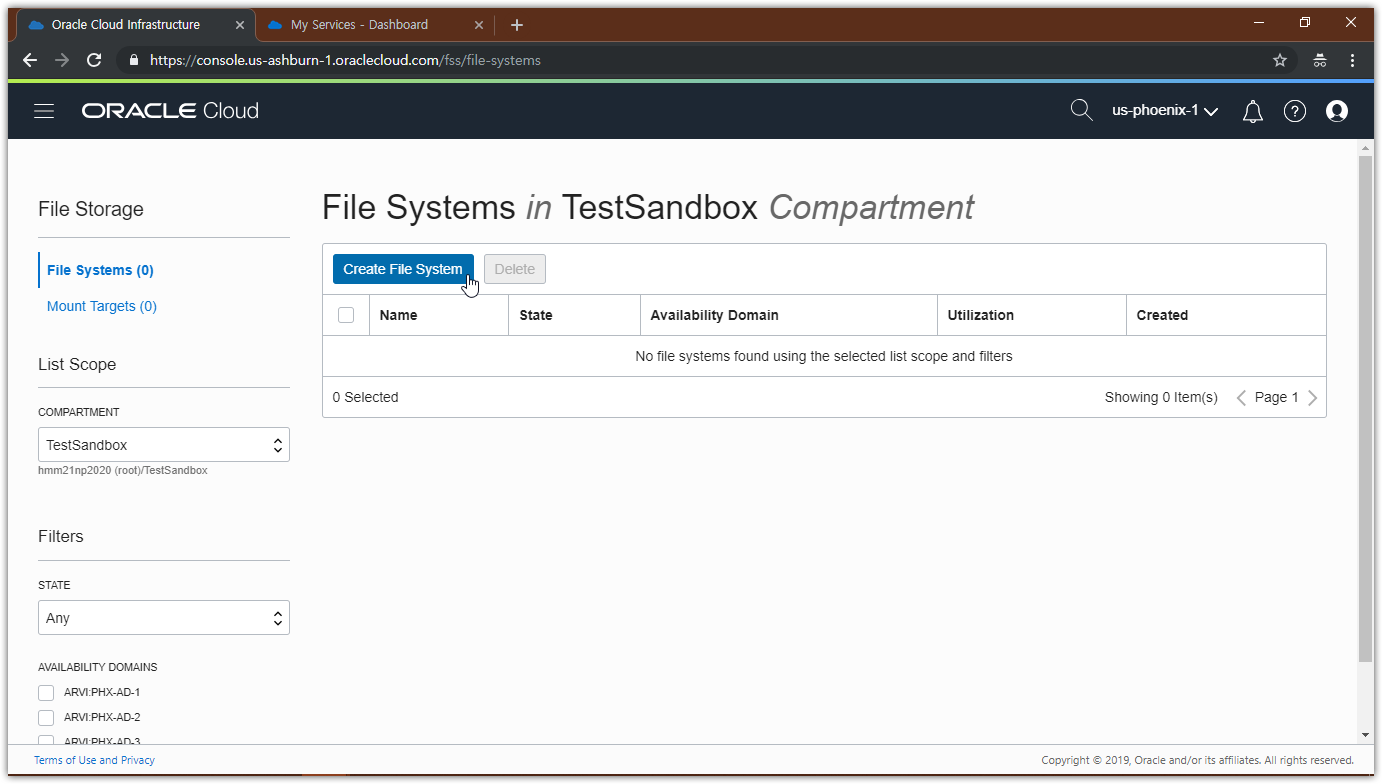 Oracle Cloud Infrastructure
My Services - Dashboard
https://console.us-ashburn-1.oraclecloud.com/fss/file-systems
ORACLE Cloud
us-phoenix-1
File Storage
File Systems (0)
Mount Targets (0)
List Scope
COMPARTMENT
TestSandbox
hmm21np2020 (root)/TestSandbox
Filters
STATE
Any
AVAILABILITY DOMAINS
ARVI:PHX-AD-1
ARVI:PHX-AD-2
ARVI:PHX-AD-3
File Systems in TestSandbox Compartment
Create File System Delete
Name State Availability Domain Utilization Created
No file systems found using the selected list scope and filters
0 Selected Showing 0 Item(s) Page 1
Terms of Use and Privacy
Copyright © 2019, Oracle and/or its affiliates. All rights reserved.